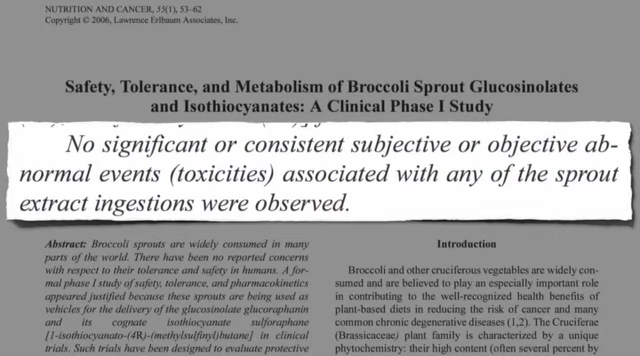 NUTRITION AND CANCER, 55(1), 53–62
Copyright © 2006, Lawrence Erlbaum Associates, Inc.
Safety, Tolerance, and Metabolism of Broccoli Sprout Glucosinolates
and Isothiocyanates: A Clinical Phase I Study
No significant or consistent subjective or objective ab-
normal events (toxicities) associated with any of the sprout
extract ingestions were observed.
Abstract: Broccoli sprouts are widely consumed in many
parts of the world. There have been no reported concerns
with respect to their tolerance and safety in humans. A for-
mal phase I study of safety, tolerance, and pharmacokinetics
appeared justified because these sprouts are being used as
vehicles for the delivery of the glucosinolate glucoraphanin
and its cognate isothiocyanate sulforaphane
[1-isothiocyanato-(4R)-(methylsulfinyl)butane] in clinical
trials. Such trials have been designed to evaluate protective
Introduction
Broccoli and other cruciferous vegetables are widely con-
sumed and are believed to play an especially important role
in contributing to the well-recognized health benefits of
plant-based diets in reducing the risk of cancer and many
common chronic degenerative diseases (1,2). The Cruciferae
(Brassicaceae) plant family is characterized by a unique
phytochemistry: their high content (often several percent by